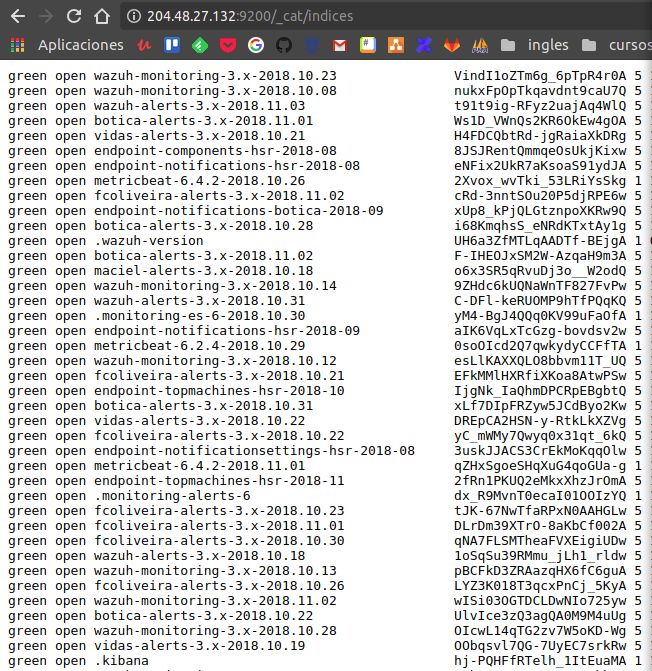 204.48.27.132:9200/_cat/indices
Aplicaciones ingles cursos
green open wazuh-monitoring-3.x-2018.10.23 VindI1oZTm6g_6pTpR4r0A 5
green open wazuh-monitoring-3.x-2018.10.08 nukxFpOpTkqavdnt9caU7Q 5
green open wazuh-alerts-3.x-2018.11.03 t91t9ig-RFyz2uajAq4WlQ 5
green open botica-alerts-3.x-2018.11.01 Ws1D_VWnQs2KR6OkEw4gOA 5
green open vidas-alerts-3.x-2018.10.21 H4FDCQbtRd-jgRaiaXkDRg 5
green open endpoint-components-hsr-2018-08 8JSJRentQmmqeOsUkjKixw 5
green open endpoint-notifications-hsr-2018-08 eNFix2UkR7aKsoaS91ydJA 5
green open metricbeat-6.4.2-2018.10.26 2Xvox_wvTki_53LRiYsSkg 1
green open fcoliveira-alerts-3.x-2018.11.02 cRd-3nntSOu20P5djRPE6w 5
green open endpoint-notifications-botica-2018-09 xUp8_kPjQLGtznpoXKRw9Q 5
green open botica-alerts-3.x-2018.10.28 i68KmqhsS_eNRdKTxtAy1g 5
green open .wazuh-version UH6a3ZfMTLqAADTf-BEjgA 1
green open botica-alerts-3.x-2018.11.02 F-IHEOJxSM2W-AzqaH9m3A 5
green open maciel-alerts-3.x-2018.10.18 o6x3SR5qRvuDj3o__W2odQ 5
green open wazuh-monitoring-3.x-2018.10.14 9ZHdc6kUQNaWnTF827FvPw 5
green open wazuh-alerts-3.x-2018.10.31 C-DFl-keRUOMP9hTfPQqKQ 5
green open .monitoring-es-6-2018.10.30 yM4-BgJ4QQq0KV99uFaOfA 1
green open endpoint-notifications-hsr-2018-09 aIK6VqLxTcGzg-bovdsv2w 5
green open metricbeat-6.2.4-2018.10.29 0soOIcd2Q7qwkydyCCFfTA 1
green open wazuh-monitoring-3.x-2018.10.12 esLlKAXXQLO8bbvm11T_UQ 5
green open fcoliveira-alerts-3.x-2018.10.21 EFkMMlHXRfiXKoa8AtwPSw 5
green open endpoint-topmachines-hsr-2018-10 IjgNk_IaQhmDPCRpEBgbtQ 5
green open botica-alerts-3.x-2018.10.31 xLf7DIpFRZyw5JCdByo2Kw 5
green open vidas-alerts-3.x-2018.10.22 DREpCA2HSN-y-RtkLkXZVg 5
green open fcoliveira-alerts-3.x-2018.10.22 yC_mWMy7Qwyq0x31qt_6kQ 5
green open endpoint-notificationsettings-hsr-2018-08 3uskJJACS3CrEkMoKqqOlw 5
green open metricbeat-6.4.2-2018.11.01 qZHxSgoeSHqXuG4qoGUa-g 1
green open endpoint-topmachines-hsr-2018-11 2fRn1PKUQ2eMkxXhzJrOmA 5
green open .monitoring-alerts-6 dx_R9MvnT0ecaI01OOIzYQ 1
green open fcoliveira-alerts-3.x-2018.10.23 tJK-67NwTfaRPxN0AAHGLw 5
green open fcoliveira-alerts-3.x-2018.11.01 DLrDm39XTrO-8aKbCf002A 5
green open fcoliveira-alerts-3.x-2018.10.30 qNA7FLSMTheaFVXEigiUDw 5
green open wazuh-alerts-3.x-2018.10.18 1oSqSu39RMmu_jLh1_rldw 5
green open wazuh-monitoring-3.x-2018.10.13 pBCFkD3ZRAazqHX6fC6guA 5
green open fcoliveira-alerts-3.x-2018.10.26 LYZ3K018T3qcxPnCj_5KyA 5
green open wazuh-monitoring-3.x-2018.11.02 wISi03OGTDCLDwNIo725yw 5
green open botica-alerts-3.x-2018.10.22 UlvIce3zQ3agQA0M9M4uUg 5
green open wazuh-monitoring-3.x-2018.10.28 OIcwL14qTG2zv7W5oKD-Wg 5
green open vidas-alerts-3.x-2018.10.19 OObqsvl7QG-7UyEC7srkRw 5
green open .kibana hj-PQHFfRTelh_1ItEuaMA 1